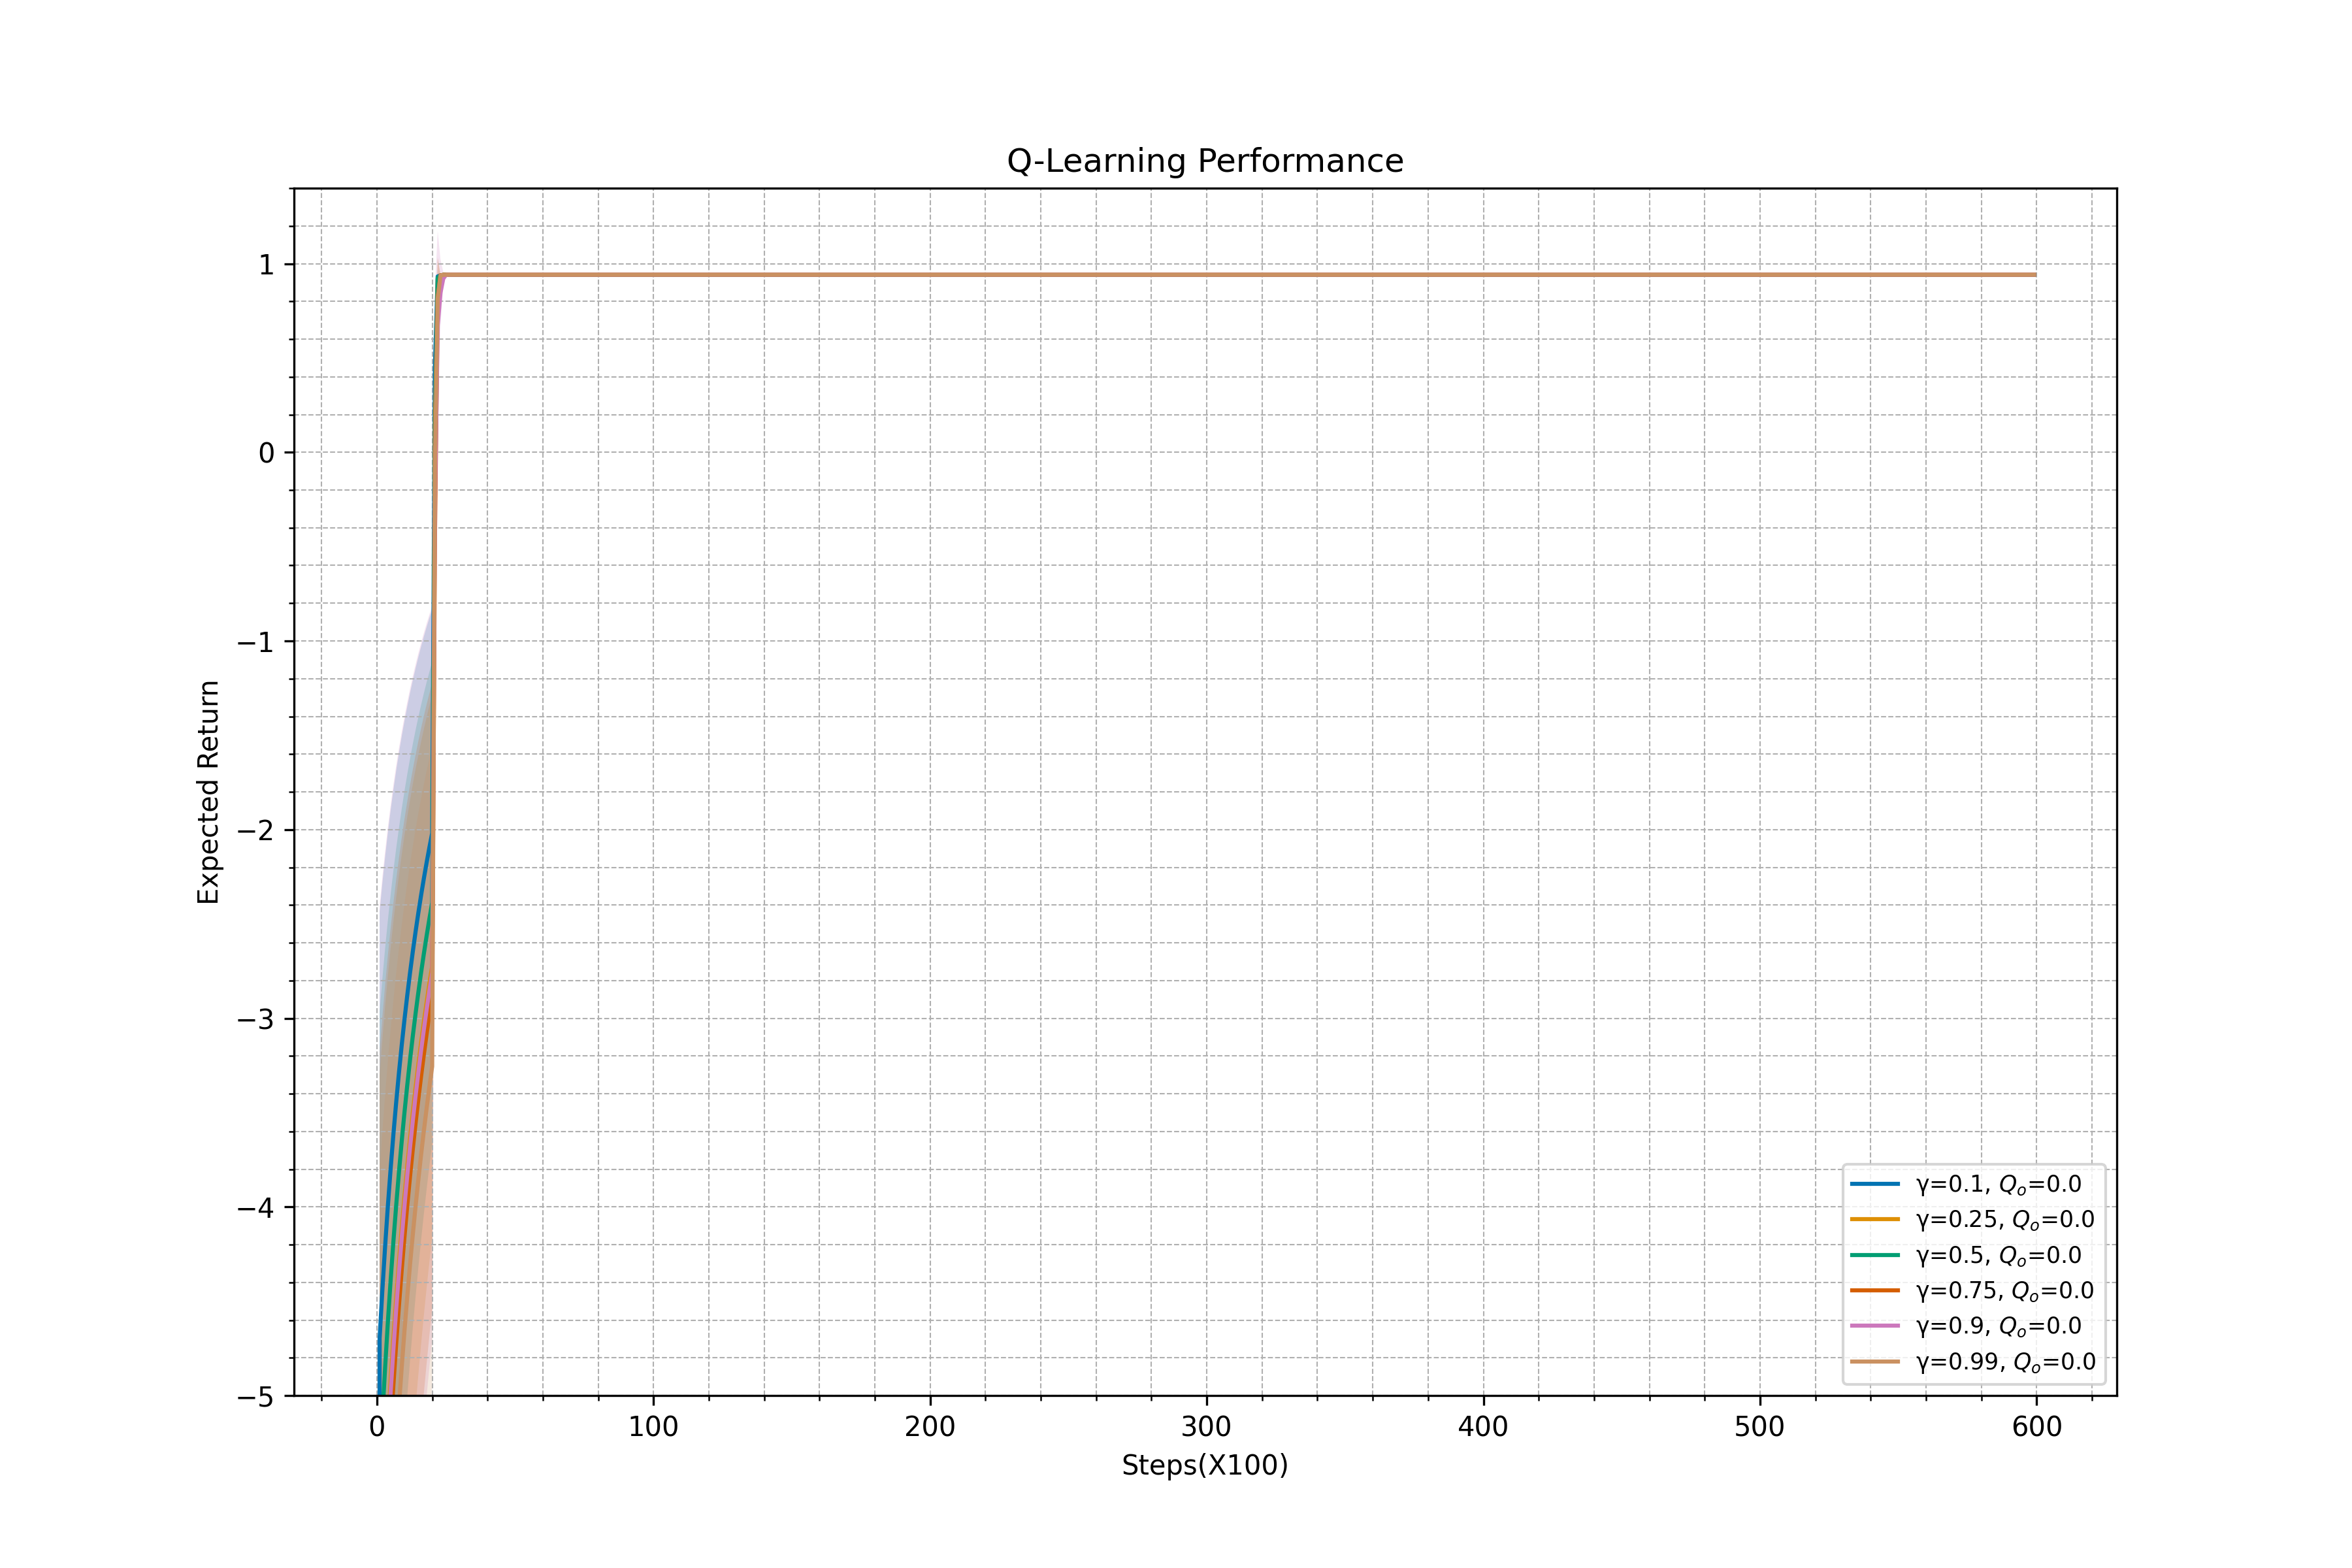 Q-Learning Performance
Expected Return
1
0
−1
−2
−3
−4
−5
0 100 200 300 400 500 600
Steps(X100)
γ=0.1, Qₒ=0.0
γ=0.25, Qₒ=0.0
γ=0.5, Qₒ=0.0
γ=0.75, Qₒ=0.0
γ=0.9, Qₒ=0.0
γ=0.99, Qₒ=0.0